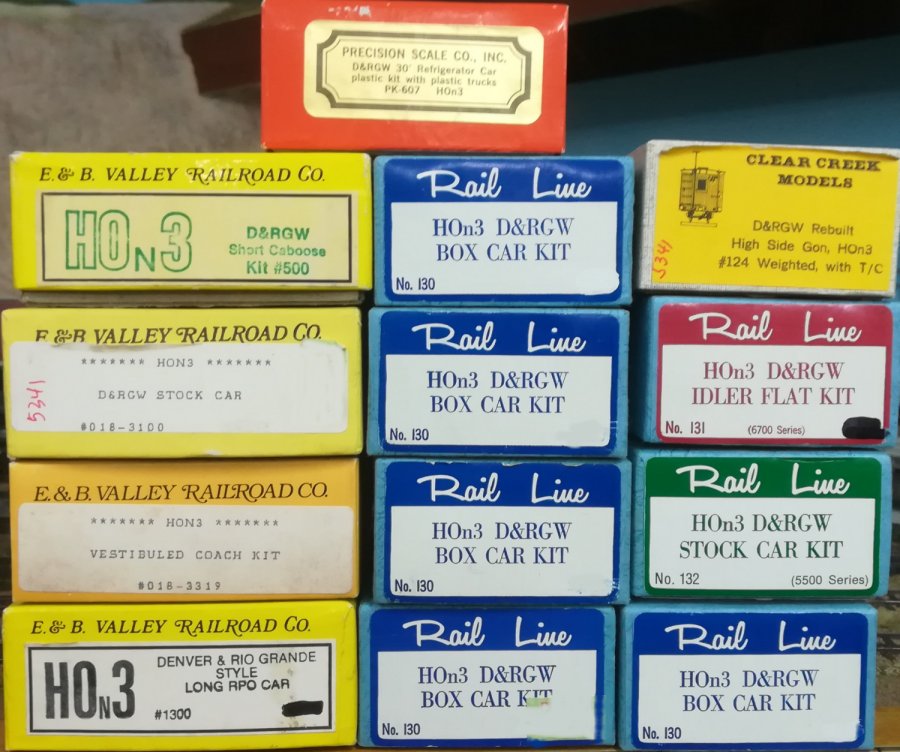 PRECISION SCALE CO., INC.
D&RGW 30' Refrigerator Car
plastic kit with plastic trucks
PK-607 HOn3
E. & B. VALLEY RAILROAD CO.
HOn3
D&RGW
Short Caboose
Kit #500
Rail Line
HOn3 D&RGW
BOX CAR KIT
No. 130
CLEAR CREEK
MODELS
D&RGW Rebuilt
High Side Gon, HOn3
#124 Weighted, with T/C
5341
E & B VALLEY RAILROAD CO.
******* HON3 *******
D&RGW STOCK CAR
#018-3100
5341
Rail Line
HOn3 D&RGW
BOX CAR KIT
No. 130
Rail Line
HOn3 D&RGW
IDLER FLAT KIT
No. 131 (6700 Series)
E. & B. VALLEY RAILROAD CO.
******* HON3 *******
VESTIBULED COACH KIT
#018-3319
Rail Line
HOn3 D&RGW
BOX CAR KIT
No. 130
Rail Line
HOn3 D&RGW
STOCK CAR KIT
No. 132 (5500 Series)
E. & B. VALLEY RAILROAD CO.
HON3
DENVER & RIO GRANDE
STYLE
LONG RPO CAR
#1300
Rail Line
HOn3 D&RGW
BOX CAR KIT
No. 130
Rail Line
HOn3 D&RGW
BOX CAR KIT
No. 130